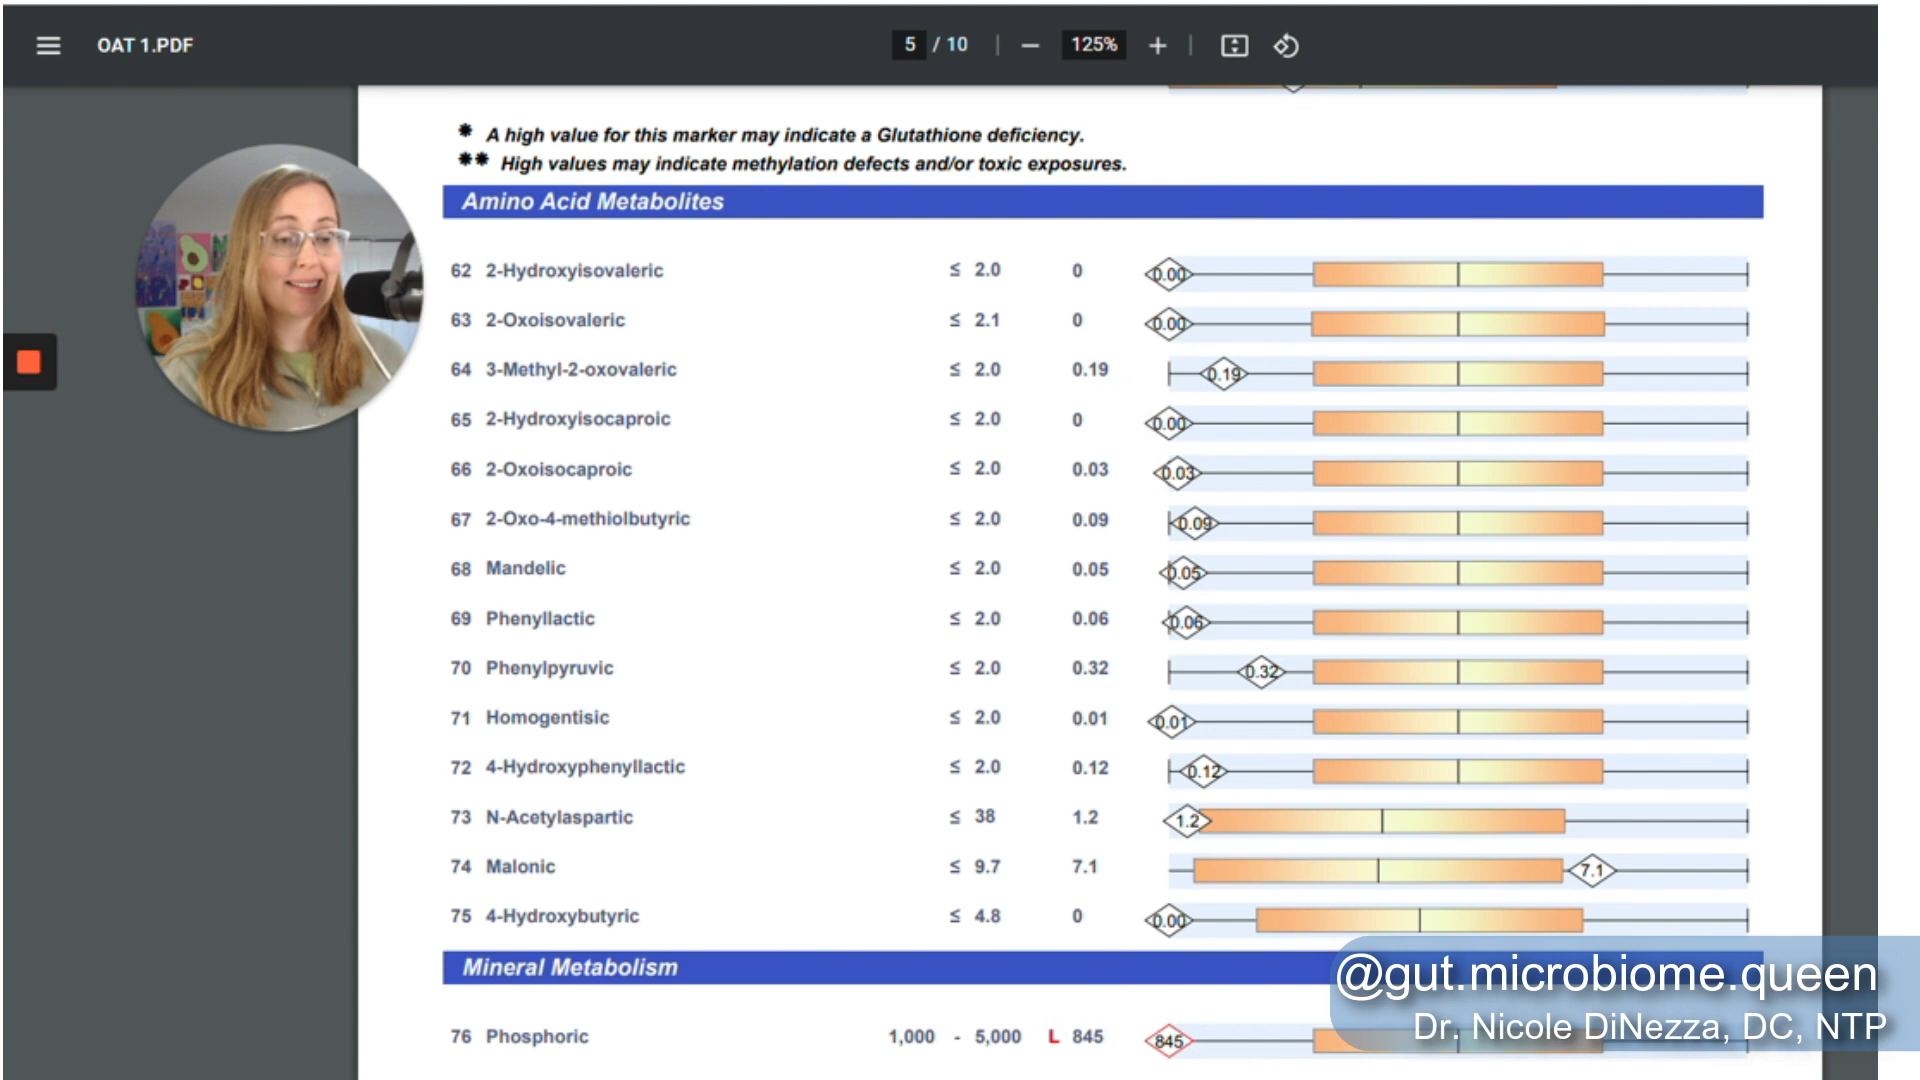 OAT 1.PDF
5 / 10
125%
* A high value for this marker may indicate a Glutathione deficiency.
** High values may indicate methylation defects and/or toxic exposures.
Amino Acid Metabolites
62 2-Hydroxyisovaleric ≤ 2.0 0 0.00
63 2-Oxoisovaleric ≤ 2.1 0 0.00
64 3-Methyl-2-oxovaleric ≤ 2.0 0.19 0.19
65 2-Hydroxyisocaproic ≤ 2.0 0 0.00
66 2-Oxoisocaproic ≤ 2.0 0.03 0.03
67 2-Oxo-4-methiolbutyric ≤ 2.0 0.09 0.09
68 Mandelic ≤ 2.0 0.05 0.05
69 Phenyllactic ≤ 2.0 0.06 0.06
70 Phenylpyruvic ≤ 2.0 0.32 0.32
71 Homogentisic ≤ 2.0 0.01 0.01
72 4-Hydroxyphenyllactic ≤ 2.0 0.12 0.12
73 N-Acetylaspartic ≤ 38 1.2 1.2
74 Malonic ≤ 9.7 7.1 7.1
75 4-Hydroxybutyric ≤ 4.8 0 0.00
Mineral Metabolism
@gut.microbiome.queen
Dr. Nicole DiNezza, DC, NTP
76 Phosphoric 1,000 - 5,000 L 845 845